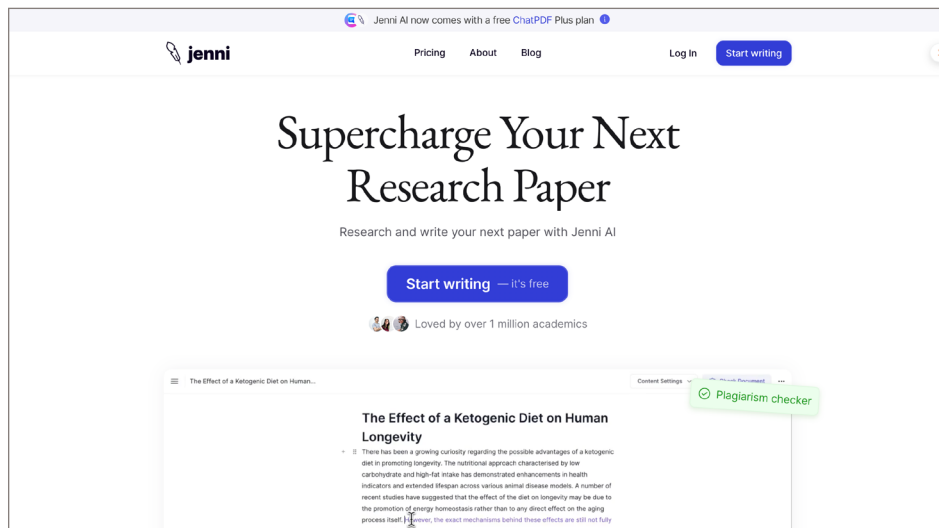 Jenni AI now comes with a free ChatPDF Plus plan
jenni
Pricing
About
Blog
Log In
Start writing
Supercharge Your Next
Research Paper
Research and write your next paper with Jenni AI
Start writing — it's free
Loved by over 1 million academics
The Effect of a Ketogenic Diet on Human...
Content Settings
Check Document
Plagiarism checker
The Effect of a Ketogenic Diet on Human
Longevity
There has been a growing curiosity regarding the possible advantages of a ketogenic
diet in promoting longevity. The nutritional approach characterised by low
carbohydrate and high-fat intake has demonstrated enhancements in health
indicators and extended lifespan across various animal disease models. A number of
recent studies have suggested that the effect of the diet on longevity may be due to
the promotion of energy homeostasis rather than to any direct effect on the aging
process itself. However, the exact mechanisms behind these effects are still not fully